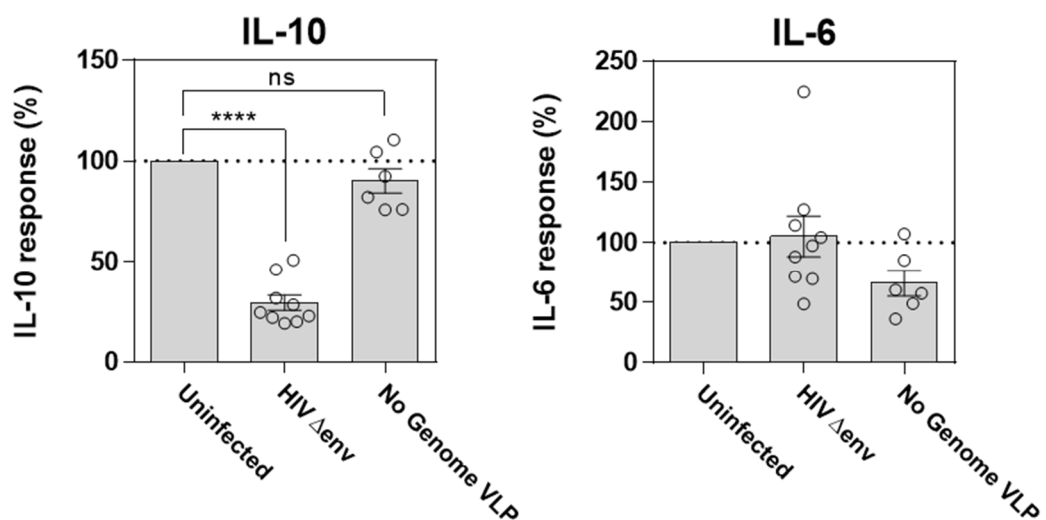 IL-10
IL-10 response (%)
150
100
50
0
ns
****
Uninfected
HIV Δenv
No Genome VLP
IL-6
IL-6 response (%)
250
200
150
100
50
0
Uninfected
HIV Δenv
No Genome VLP